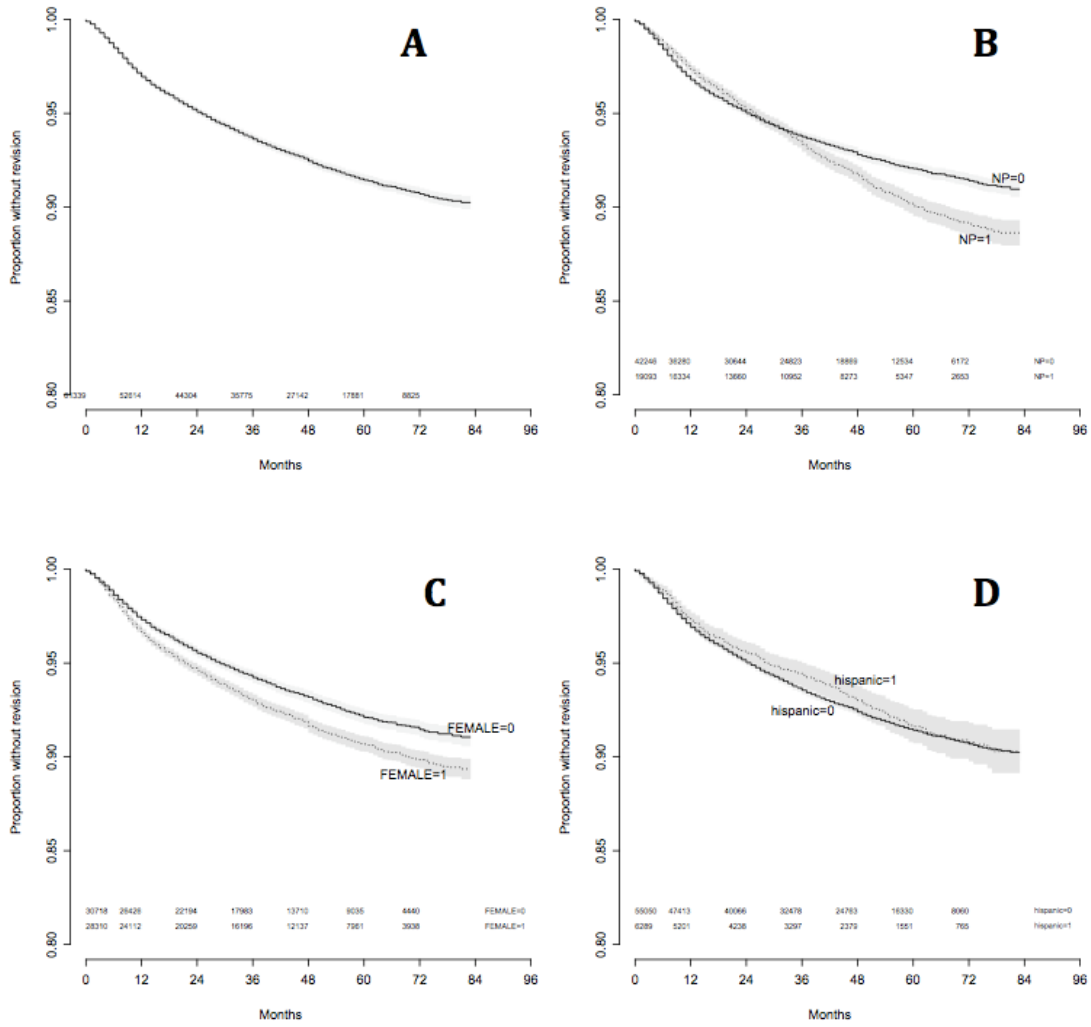 A
Proportion without revision
1.00
0.95
0.90
0.85
0.80
52814 44304 35775 27142 17881 8825
0 12 24 36 48 60 72 84 96
Months
B
Proportion without revision
1.00
0.95
0.90
0.85
0.80
NP=0
NP=1
42246 36280 30644 24823 18869 12534 6172 NP=0
19093 16334 13660 10952 8273 5347 2653 NP=1
0 12 24 36 48 60 72 84 96
Months
C
Proportion without revision
1.00
0.95
0.90
0.85
0.80
FEMALE=0
FEMALE=1
30718 26426 22194 17983 13710 9035 4440 FEMALE=0
28310 24112 20259 16196 12137 7981 3938 FEMALE=1
0 12 24 36 48 60 72 84 96
Months
D
Proportion without revision
1.00
0.95
0.90
0.85
0.80
hispanic=1
hispanic=0
55050 47413 40066 32478 24763 16330 8060 hispanic=0
6289 5201 4238 3297 2379 1551 765 hispanic=1
0 12 24 36 48 60 72 84 96
Months